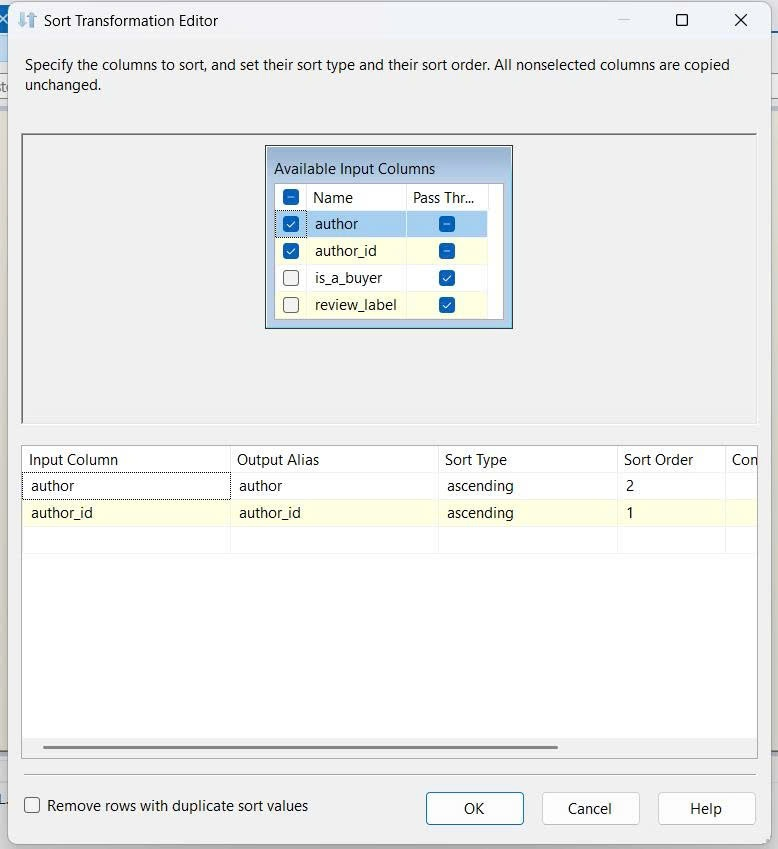 Sort Transformation Editor
Specify the columns to sort, and set their sort type and their sort order. All nonselected columns are copied
unchanged.
Available Input Columns
Name Pass Thr...
author
author_id
is_a_buyer
review_label
Input Column Output Alias Sort Type Sort Order Con
author author ascending 2
author_id author_id ascending 1
Remove rows with duplicate sort values OK Cancel Help